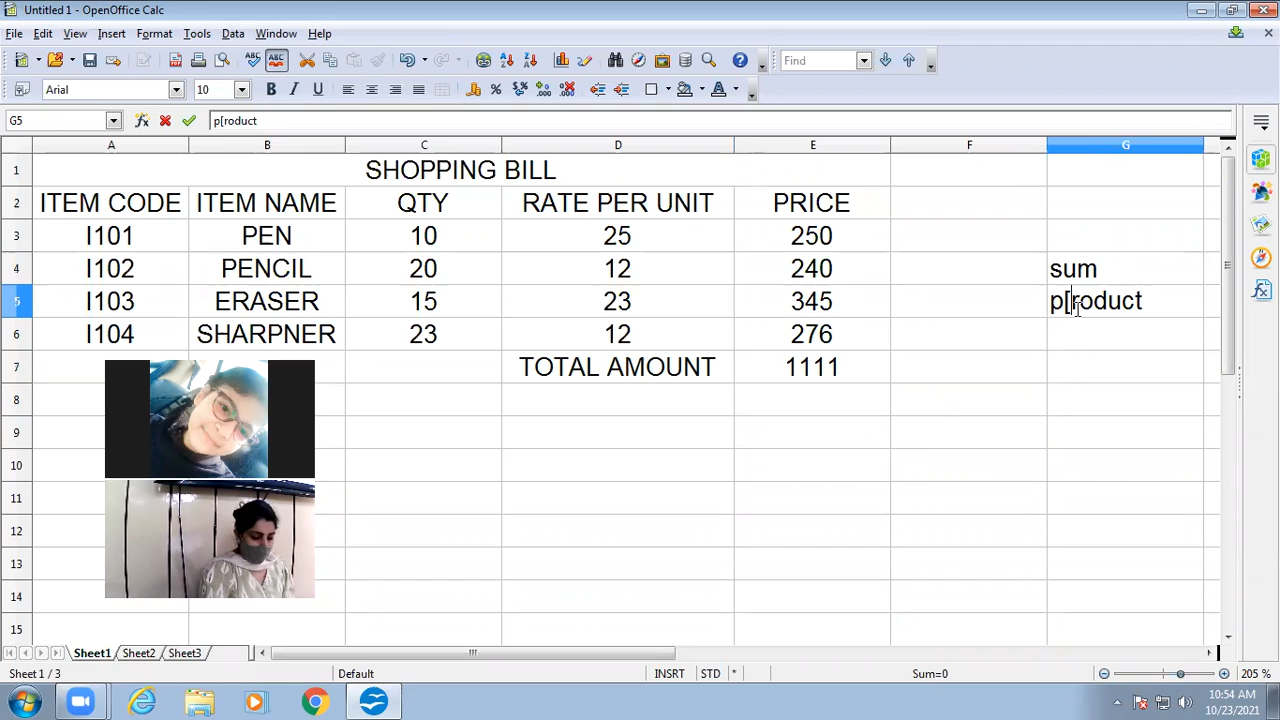 Untitled 1 - OpenOffice Calc
File Edit View Insert Format Tools Data Window Help
Find
Arial 10
G5 p[roduct
A B C D E F G
1 SHOPPING BILL
2 ITEM CODE ITEM NAME QTY RATE PER UNIT PRICE
3 I101 PEN 10 25 250
4 I102 PENCIL 20 12 240 sum
5 I103 ERASER 15 23 345 p[roduct
6 I104 SHARPNER 23 12 276
7 TOTAL AMOUNT 1111
8
9
10
11
12
13
14
15
Sheet1 Sheet2 Sheet3
Sheet 1 / 3 Default INSRT STD * Sum=0 205 %
10:54 AM
10/23/2021